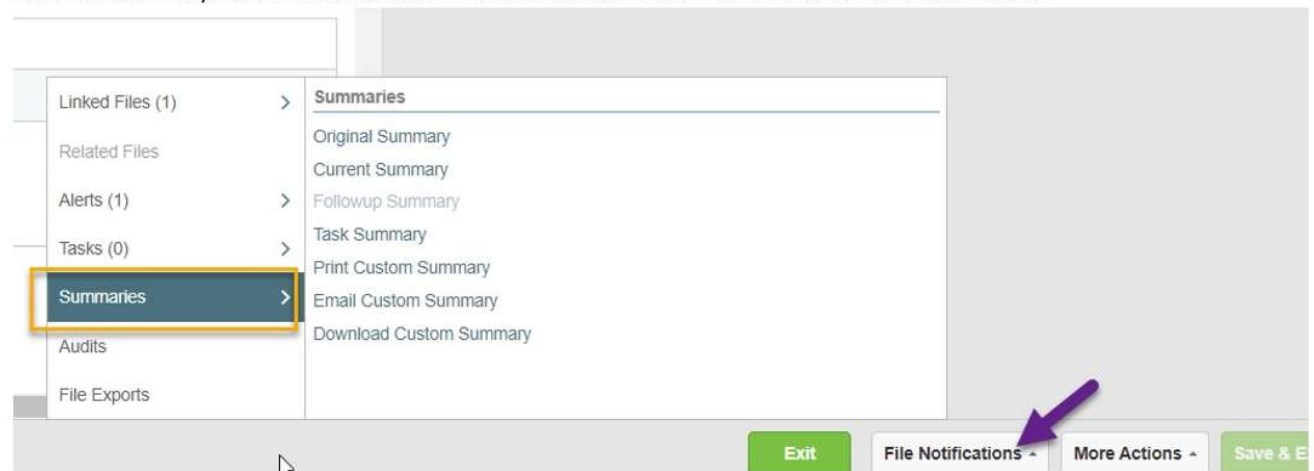 Linked Files (1)
Related Files
Alerts (1)
Tasks (0)
Summaries
Audits
File Exports
Summaries
Original Summary
Current Summary
Followup Summary
Task Summary
Print Custom Summary
Email Custom Summary
Download Custom Summary
Exit
File Notifications
More Actions
Save & E